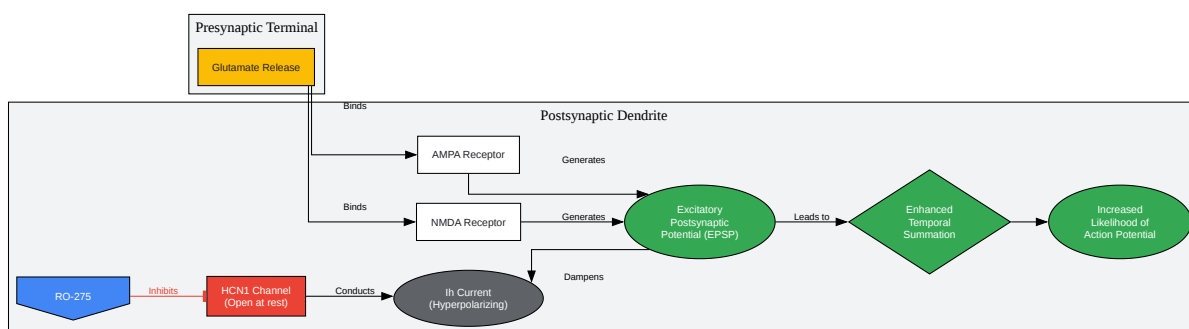 Presynaptic Terminal
Glutamate Release
Binds
Postsynaptic Dendrite
AMPA Receptor
Generates
Binds
NMDA Receptor
Generates
Excitatory
Postsynaptic
Potential (EPSP)
Leads to
Enhanced
Temporal
Summation
Increased
Likelihood of
Action Potential
Dampens
RO-275
Inhibits
HCN1 Channel
(Open at rest)
Conducts
Ih Current
(Hyperpolarizing)